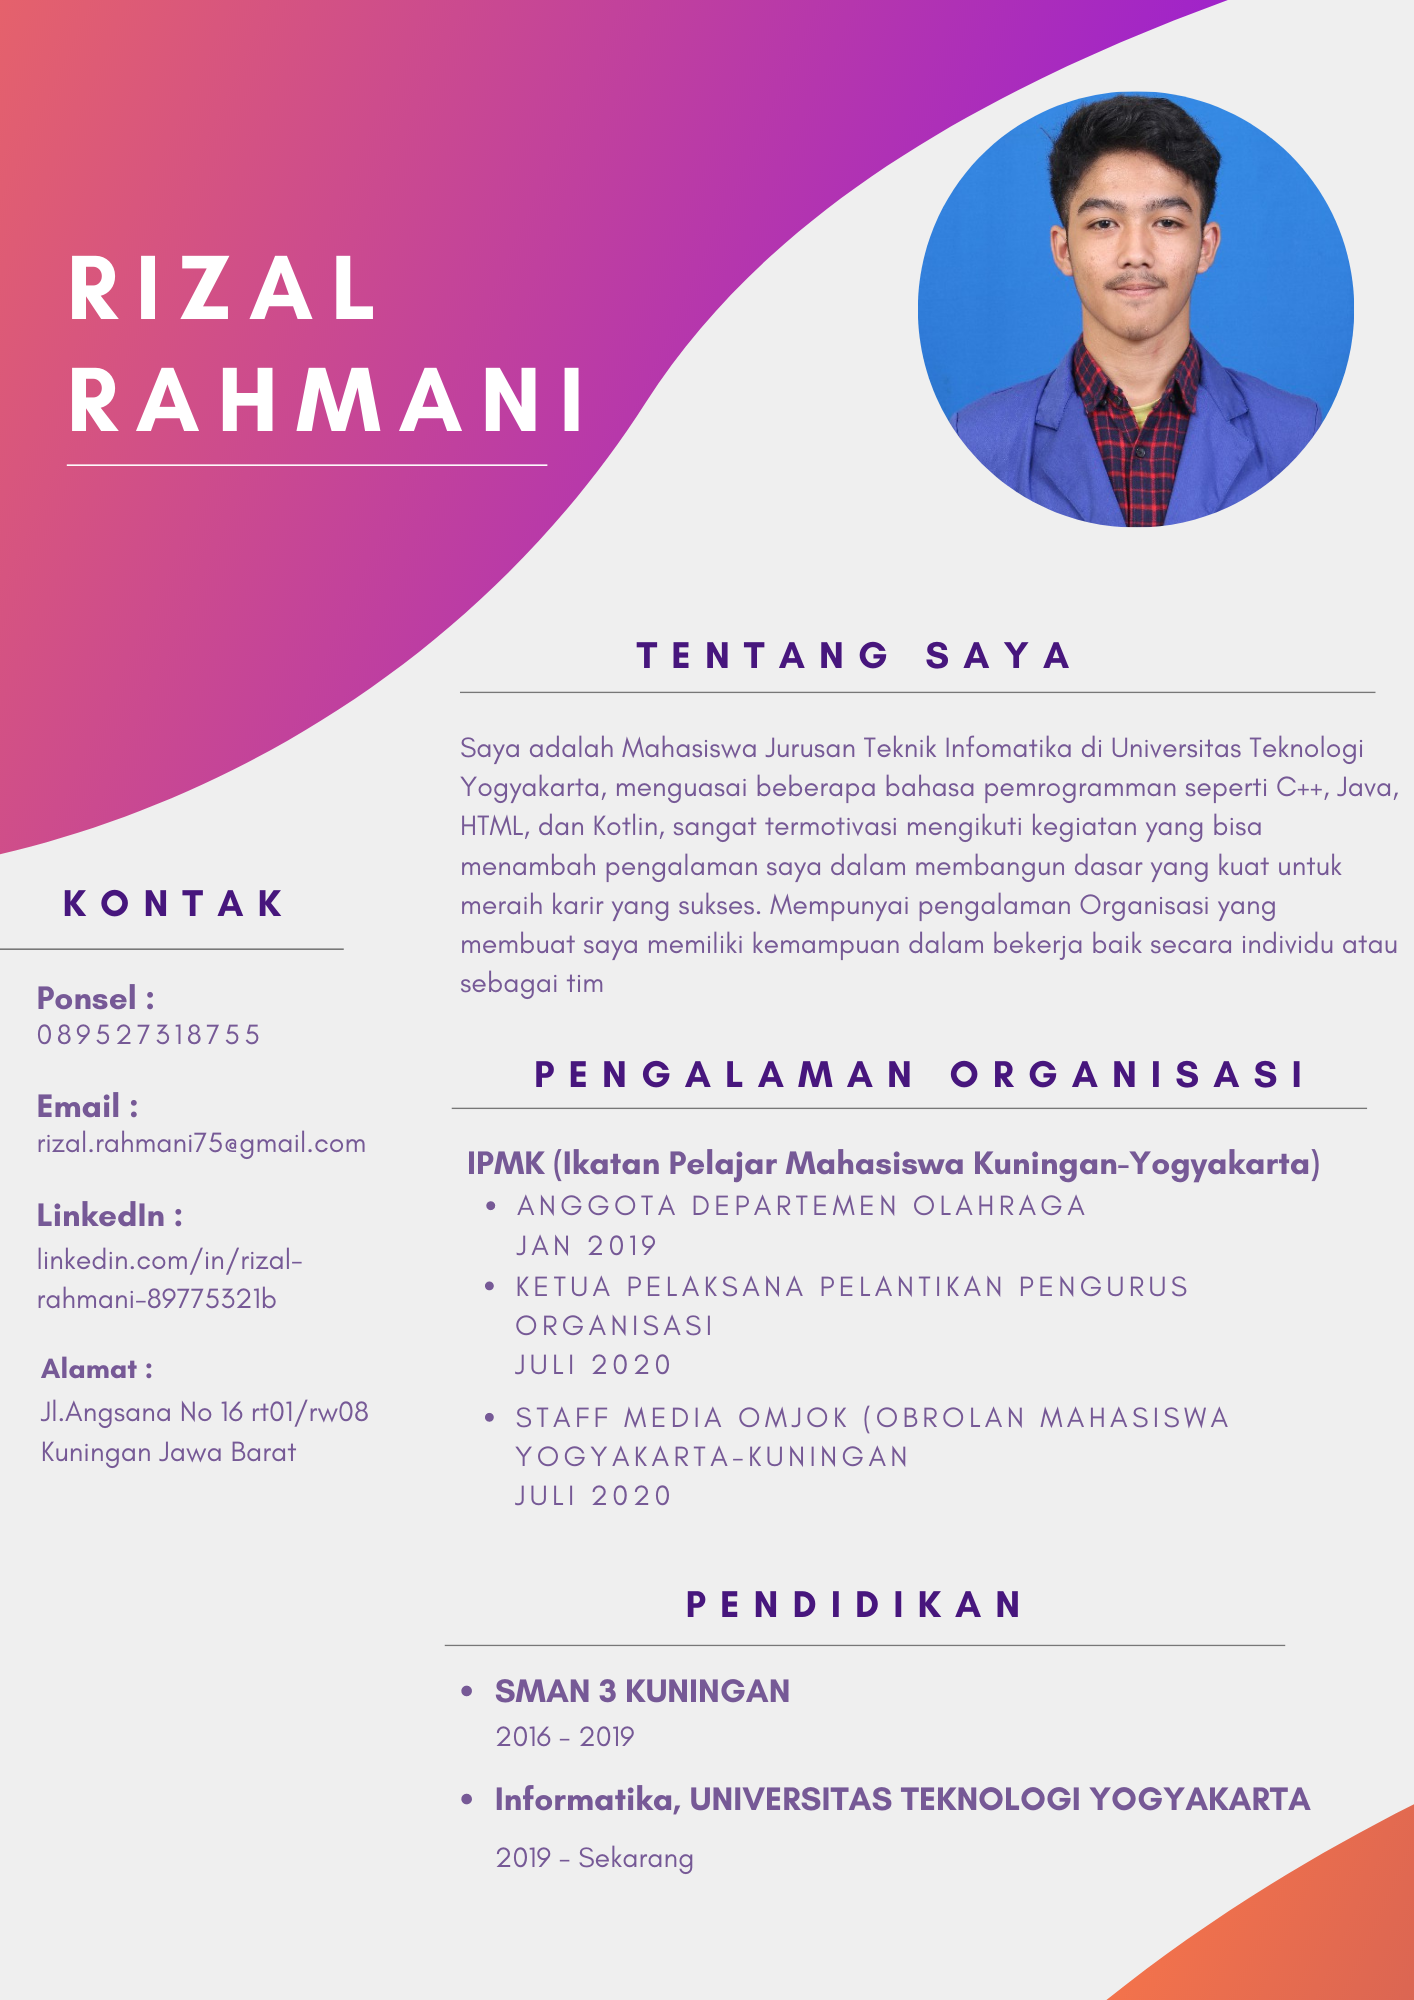 RIZAL
RAHMANI
TENTANG SAYA
Saya adalah Mahasiswa Jurusan Teknik Infomatika di Universitas Teknologi
Yogyakarta, menguasai beberapa bahasa pemrogramman seperti C++, Java,
HTML, dan Kotlin, sangat termotivasi mengikuti kegiatan yang bisa
menambah pengalaman saya dalam membangun dasar yang kuat untuk
meraih karir yang sukses. Mempunyai pengalaman Organisasi yang
membuat saya memiliki kemampuan dalam bekerja baik secara individu atau
sebagai tim
KONTAK
Ponsel :
089527318755
Email :
rizal.rahmani75@gmail.com
LinkedIn :
linkedin.com/in/rizal-
rahmani-89775321b
Alamat :
Jl.Angsana No 16 rt01/rw08
Kuningan Jawa Barat
PENGALAMAN ORGANISASI
IPMK (Ikatan Pelajar Mahasiswa Kuningan-Yogyakarta)
• ANGGOTA DEPARTEMEN OLAHRAGA
JAN 2019
• KETUA PELAKSANA PELANTIKAN PENGURUS
ORGANISASI
JULI 2020
• STAFF MEDIA OMJOK (OBROLAN MAHASISWA
YOGYAKARTA-KUNINGAN
JULI 2020
PENDIDIKAN
• SMAN 3 KUNINGAN
2016 - 2019
• Informatika, UNIVERSITAS TEKNOLOGI YOGYAKARTA
2019 - Sekarang